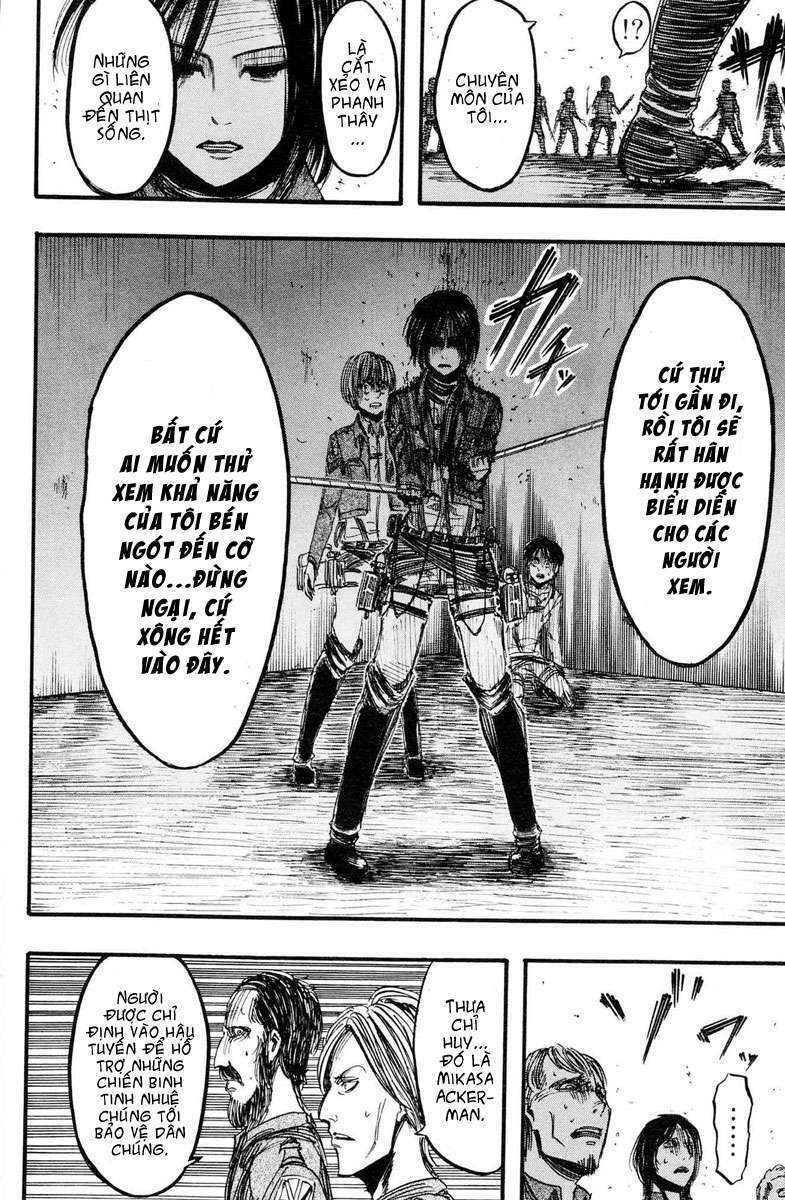 !?
CHUYÊN
MÔN CỦA
TÔI...
LÀ
CẮT
XẺO VÀ
PHANH
THÂY
...
NHỮNG
GÌ LIÊN
QUAN
ĐẾN THỊT
SỐNG.
ガチッ
CỨ THỬ
TỚI GẦN ĐI,
RỒI TÔI SẼ
RẤT HÂN
HẠNH ĐƯỢC
BIỂU DIỄN
CHO CÁC
NGƯỜI
XEM.
BẤT CỨ
AI MUỐN THỬ
XEM KHẢ NĂNG
CỦA TÔI BÉN
NGÓT ĐẾN CỠ
NÀO...ĐỪNG
NGẠI, CỨ
XÔNG HẾT
VÀO ĐÂY.
....
THƯA
CHỈ
HUY...
ĐÓ LÀ
MIKASA
ACKER-
MAN.
NGƯỜI
ĐƯỢC CHỈ
ĐỊNH VÀO HẬU
TUYẾN ĐỂ HỖ
TRỢ NHỮNG
CHIẾN BINH
TINH NHUỆ
CHÚNG TÔI
BẢO VỆ DÂN
CHÚNG.